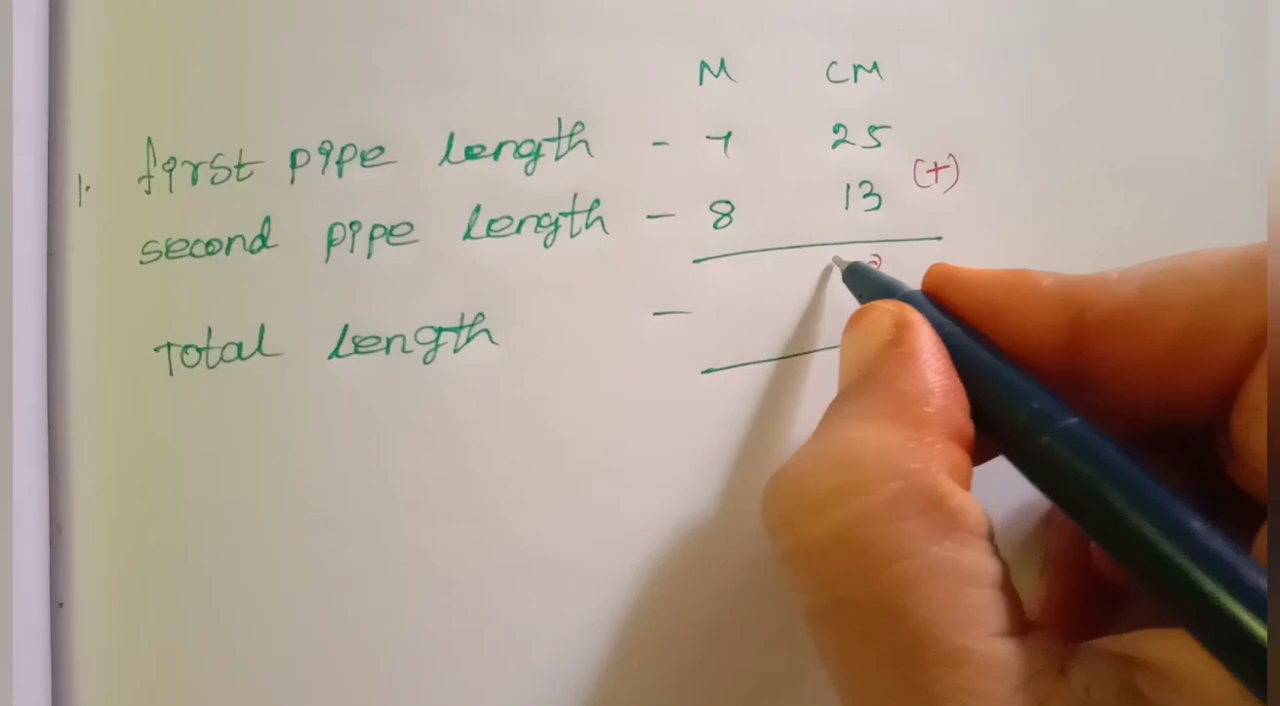 M CM
1. first pipe length - 7 25
(+)
second pipe length - 8 13
Total length -